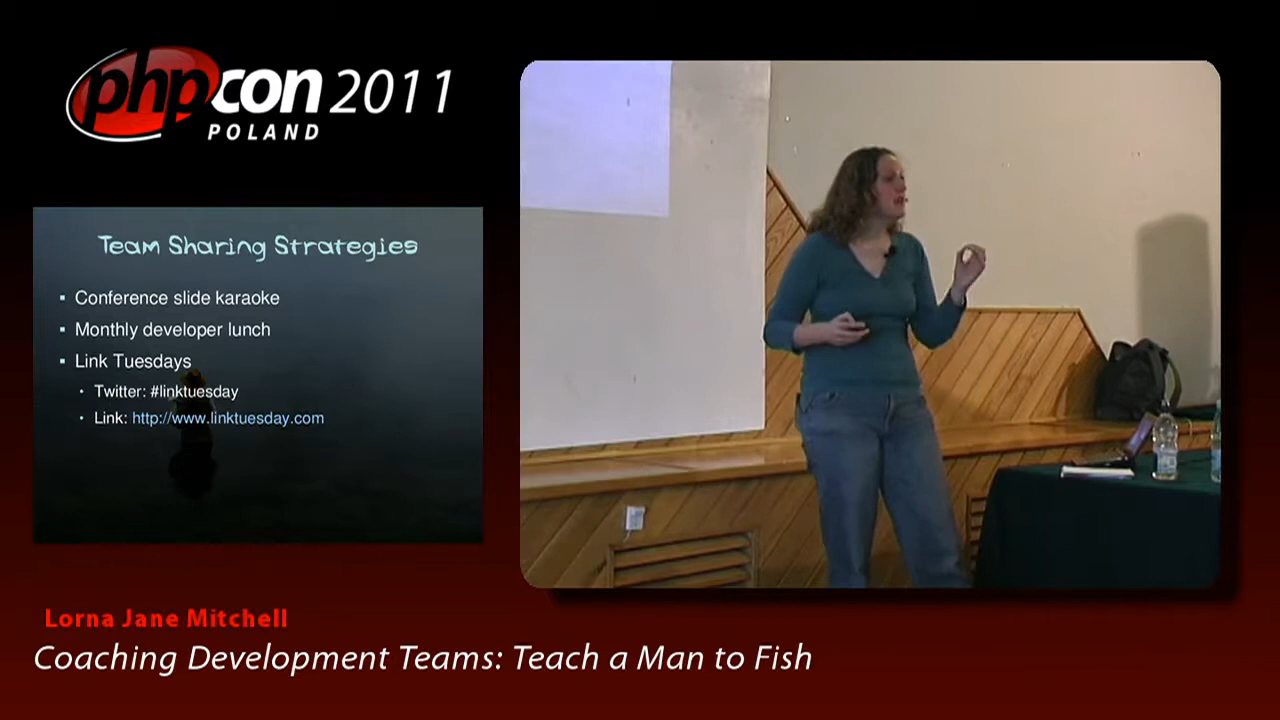 phpcon 2011
POLAND
Team Sharing Strategies
Conference slide karaoke
Monthly developer lunch
Link Tuesdays
Twitter: #linktuesday
Link: http://www.linktuesday.com
Lorna Jane Mitchell
Coaching Development Teams: Teach a Man to Fish